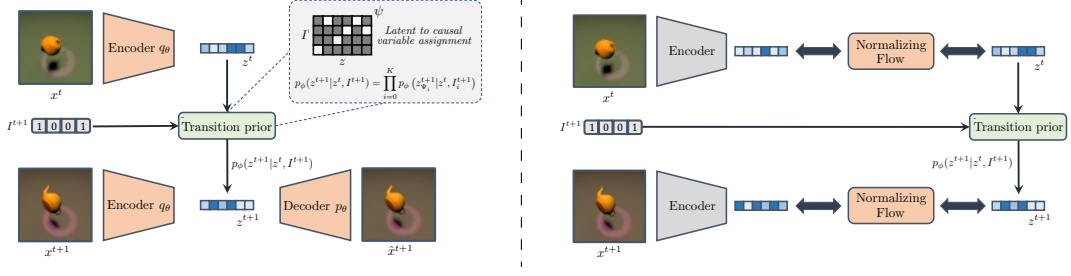 Encoder q_θ
x^t
z^t
ψ
I^t
z
Latent to causal
variable assignment
p_ϕ(z^{t+1}|z^t, I^{t+1}) = ∏_{i=0}^{K} p_ϕ(z^{t+1}_{Ψ_i}|z^t, I^{t+1}_i)
I^{t+1} 1 0 0 1
Transition prior
p_ϕ(z^{t+1}|z^t, I^{t+1})
Encoder q_θ
x^{t+1}
z^{t+1}
Decoder p_θ
x̂^{t+1}
Encoder
x^t
Normalizing
Flow
z^t
I^{t+1} 1 0 0 1
Transition prior
p_ϕ(z^{t+1}|z^t, I^{t+1})
Encoder
x^{t+1}
Normalizing
Flow
z^{t+1}